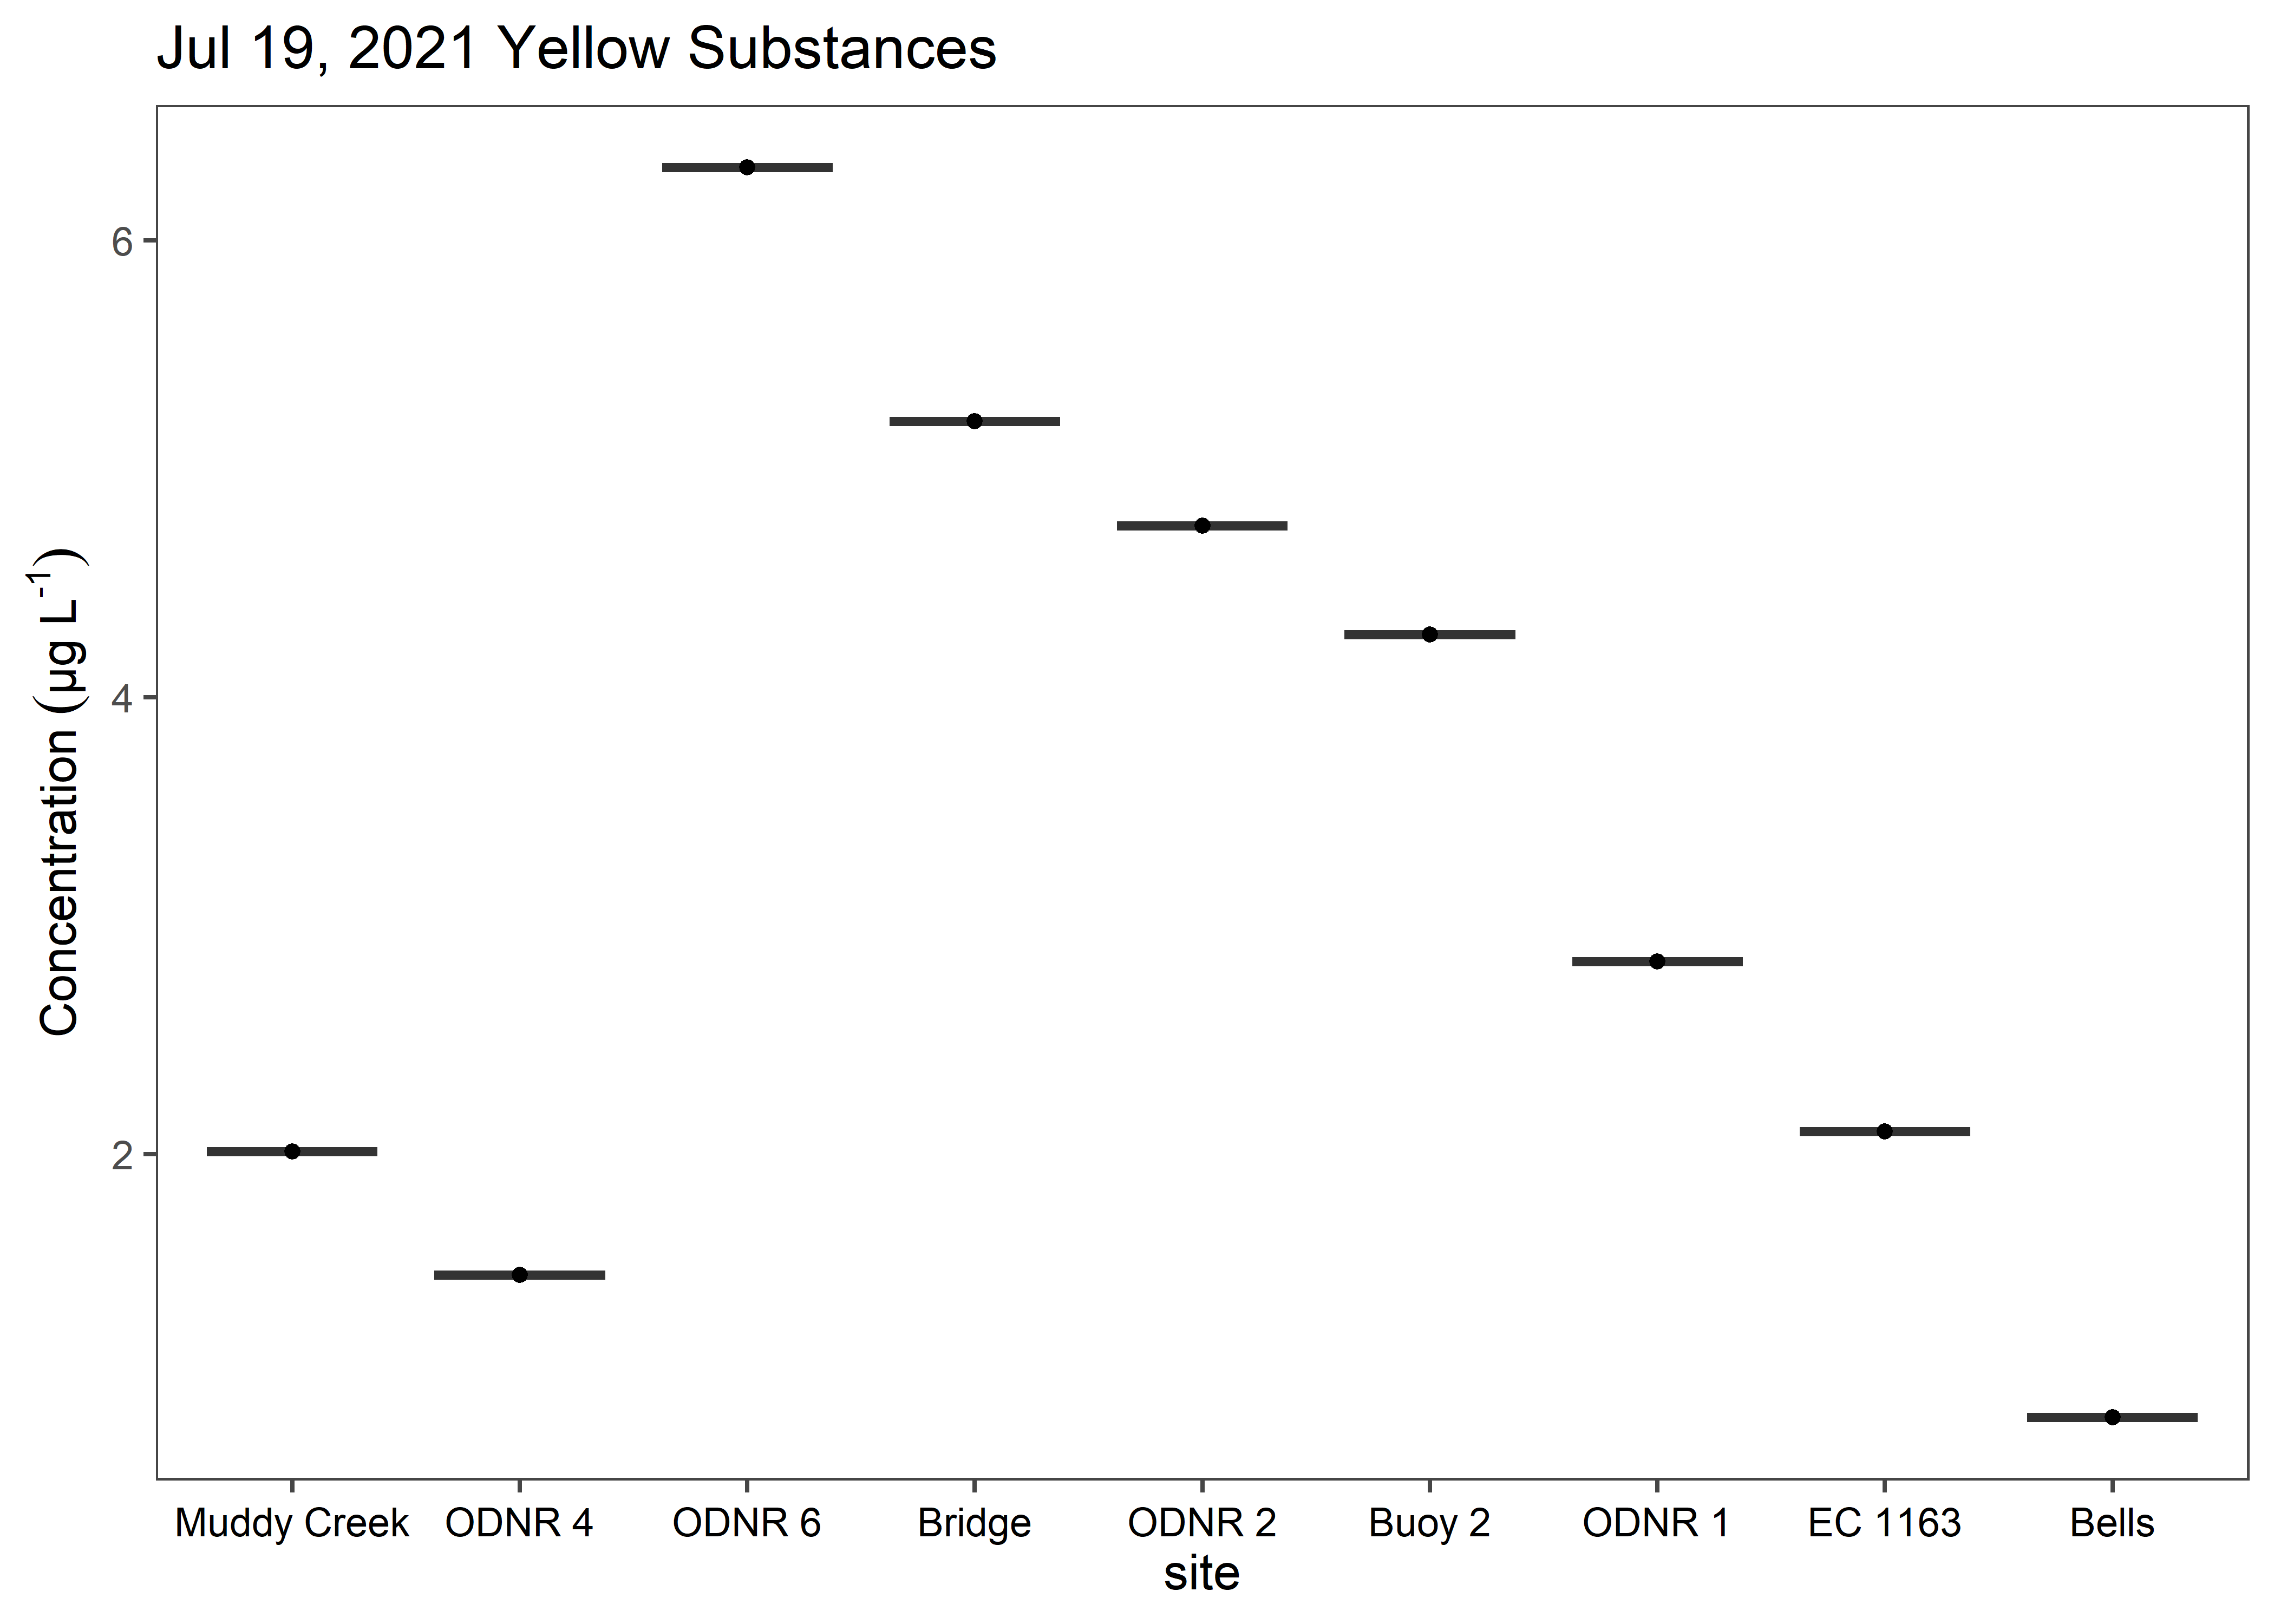 Jul 19, 2021 Yellow Substances
Concentration (µg L⁻¹)
6
4
2
Muddy Creek ODNR 4 ODNR 6 Bridge ODNR 2 Buoy 2 ODNR 1 EC 1163 Bells
site